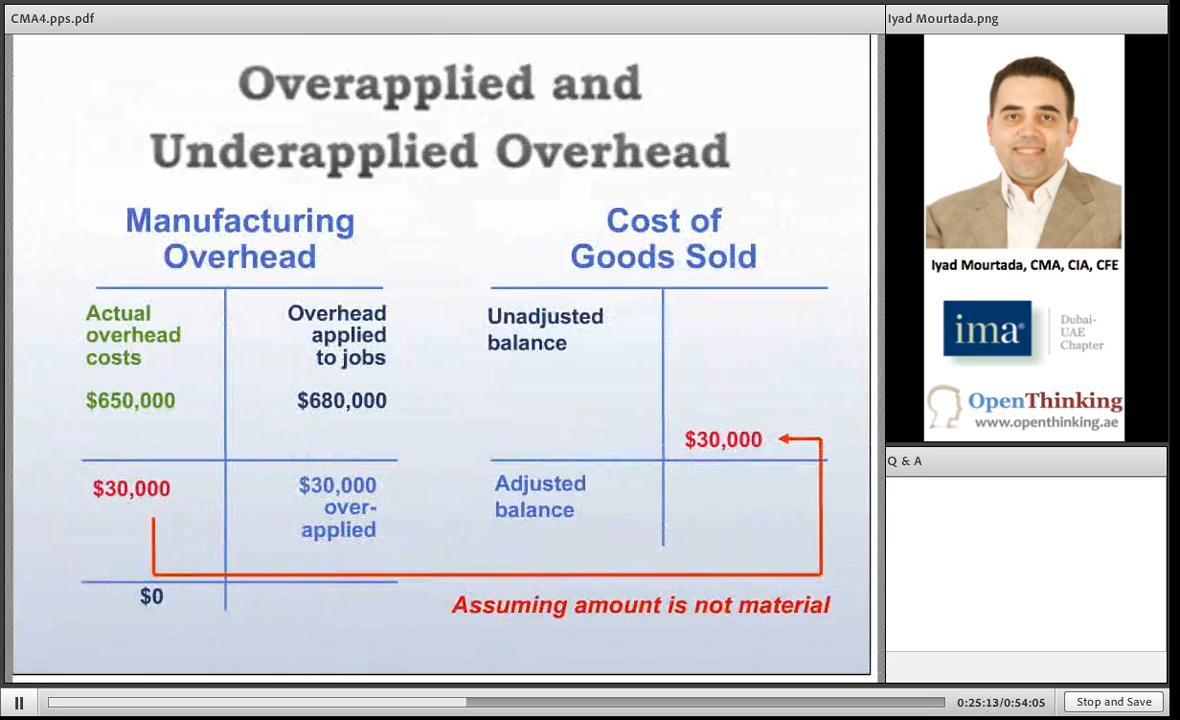 CMA4.pps.pdf
Overapplied and
Underapplied Overhead
Manufacturing
Overhead
Actual
overhead
costs
$650,000
Overhead
applied
to jobs
$680,000
$30,000
$30,000
over-
applied
$0
Cost of
Goods Sold
Unadjusted
balance
$30,000
Adjusted
balance
Assuming amount is not material
Iyad Mourtada.png
Iyad Mourtada, CMA, CIA, CFE
ima®
Dubai-
UAE
Chapter
OpenThinking
www.openthinking.ae
Q & A
0:25:13/0:54:05
Stop and Save